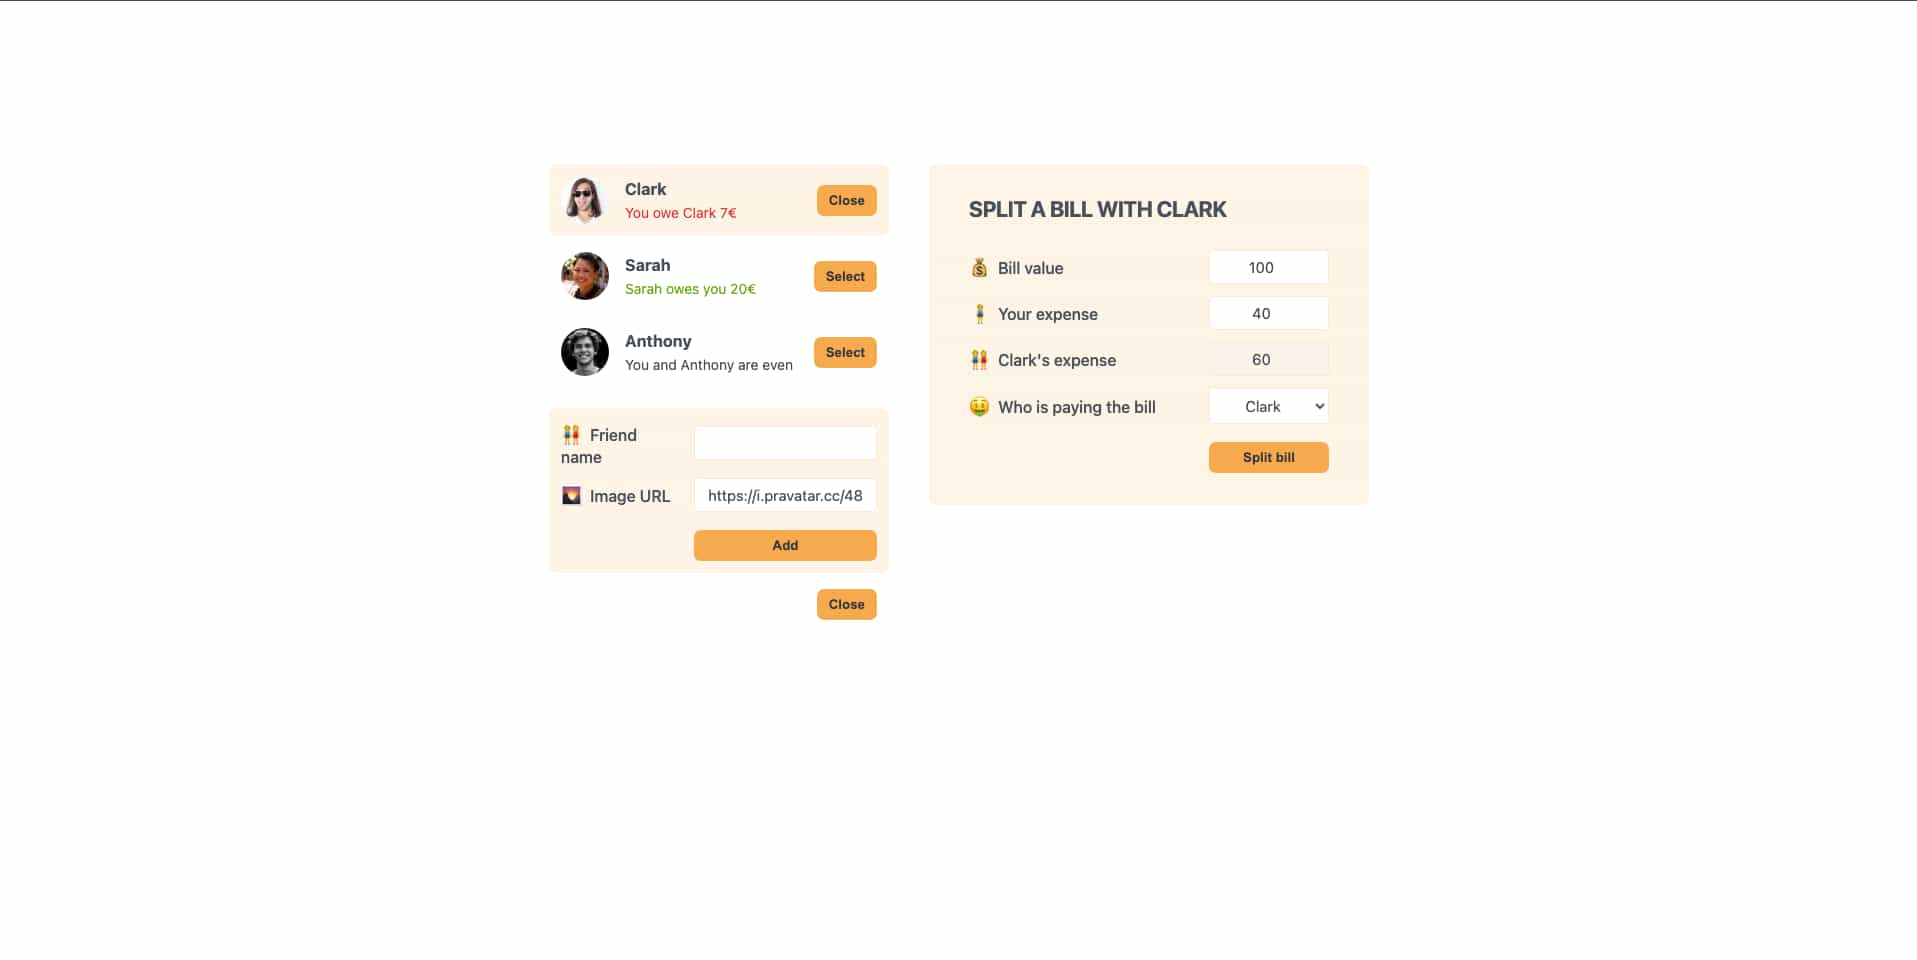 Clark
You owe Clark 7€
Close
Sarah
Sarah owes you 20€
Select
Anthony
You and Anthony are even
Select
Friend
name
Image URL
https://i.pravatar.cc/48
Add
Close
SPLIT A BILL WITH CLARK
Bill value
100
Your expense
40
Clark's expense
60
Who is paying the bill
Clark
Split bill